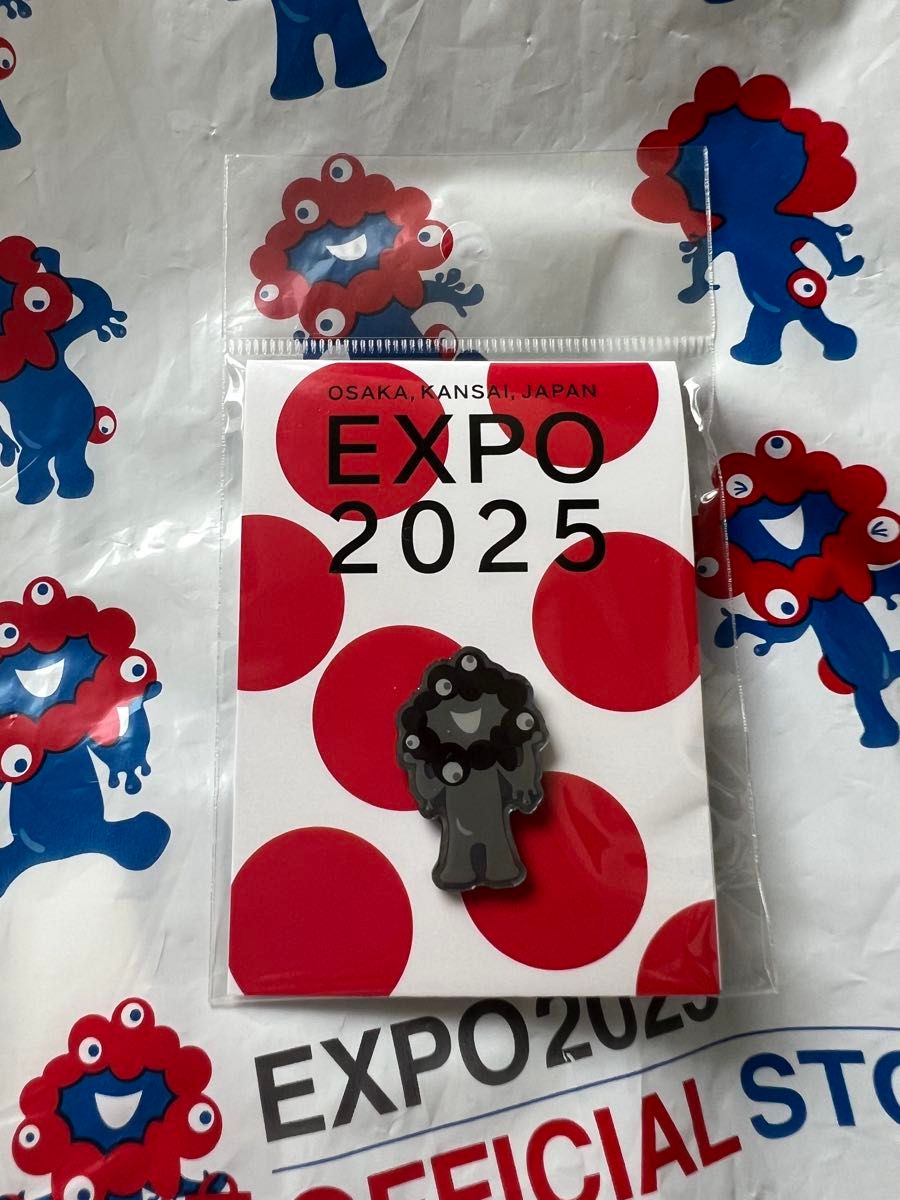 OSAKA, KANSAI, JAPAN
EXPO
2025
EXPO2025
OFFICIAL STO